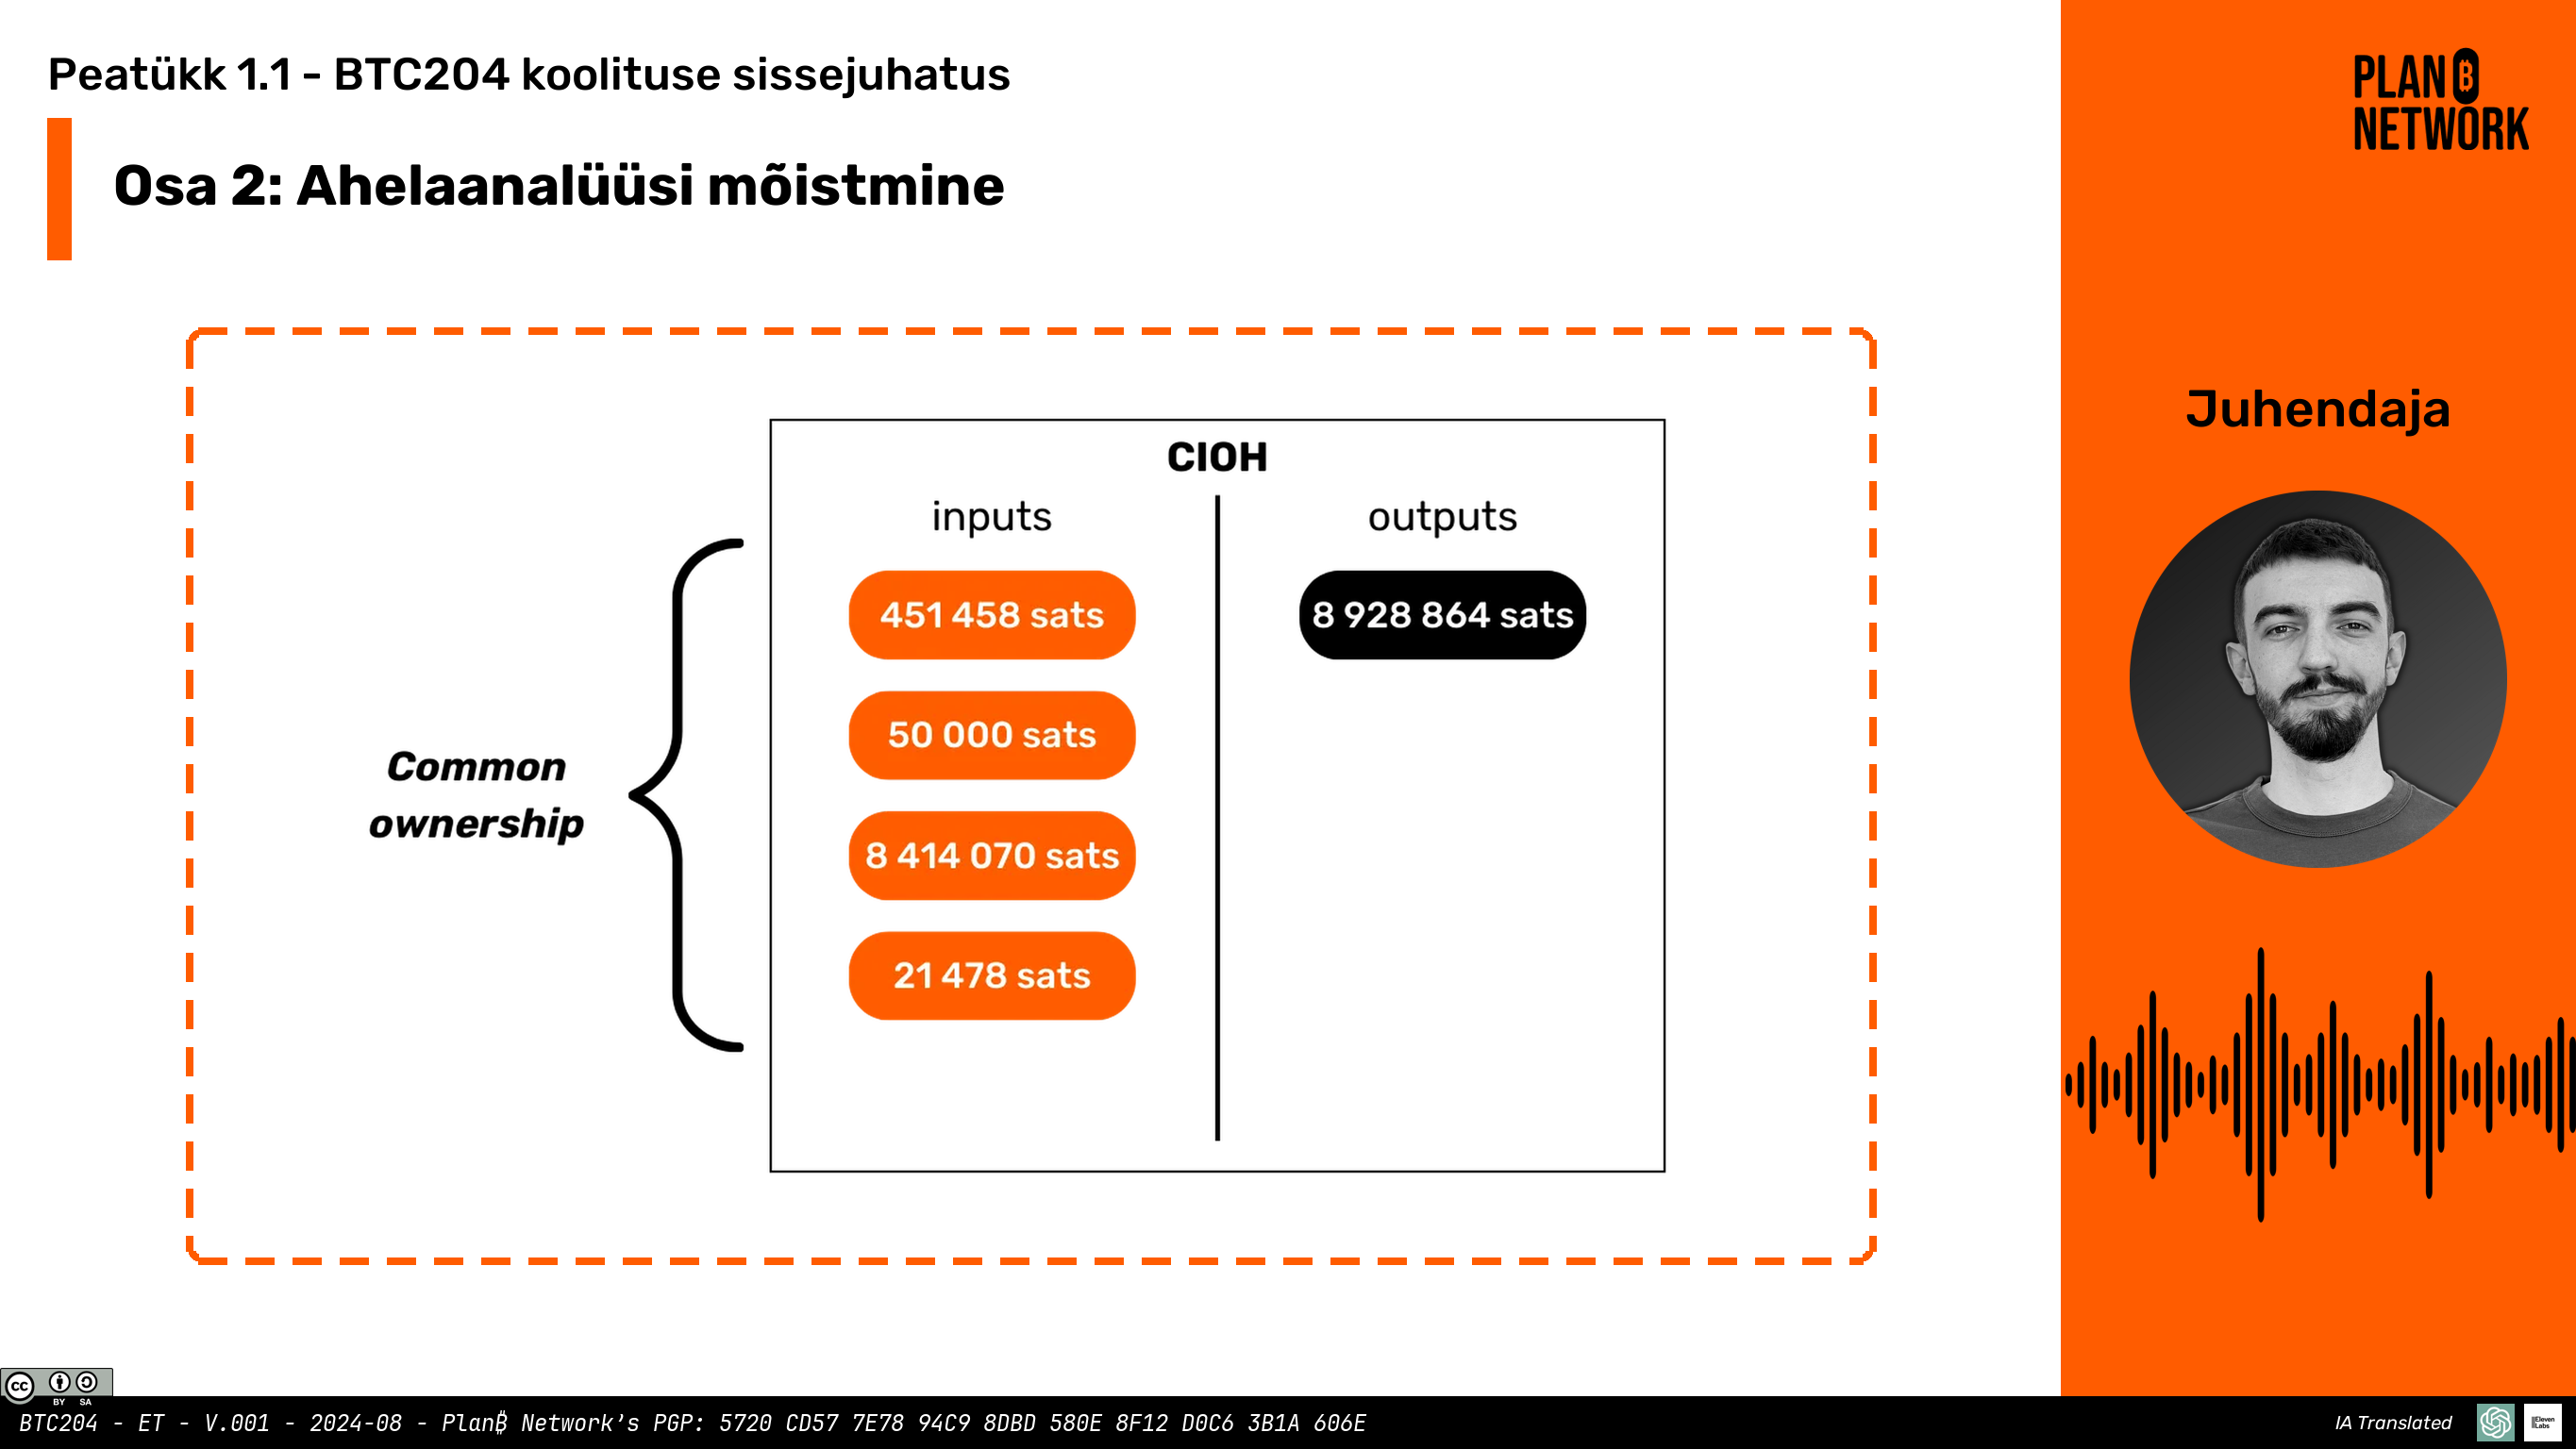 Peatükk 1.1 - BTC204 koolituse sissejuhatus
Osa 2: Ahelaanalüüsi mõistmine
PLAN ₿
NETWORK
Juhendaja
CIOH
inputs
outputs
451 458 sats
8 928 864 sats
50 000 sats
Common
ownership
8 414 070 sats
21 478 sats
cc BY SA
BTC204 - ET - V.001 - 2024-08 - Plan₿ Network's PGP: 5720 CD57 7E78 94C9 8DBD 580E 8F12 D0C6 3B1A 606E
IA Translated
IIElevenLabs